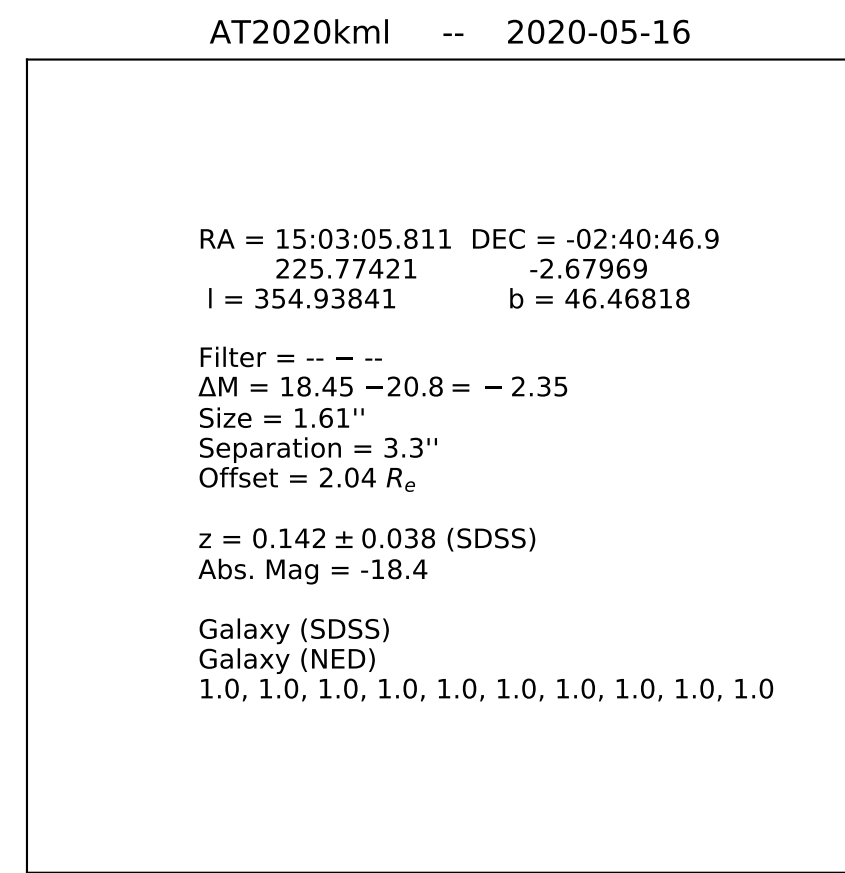 AT2020kml -- 2020-05-16
RA = 15:03:05.811 DEC = -02:40:46.9
225.77421 -2.67969
l = 354.93841 b = 46.46818
Filter = -- − --
ΔM = 18.45 −20.8 = − 2.35
Size = 1.61''
Separation = 3.3''
Offset = 2.04 Re
z = 0.142 ± 0.038 (SDSS)
Abs. Mag = -18.4
Galaxy (SDSS)
Galaxy (NED)
1.0, 1.0, 1.0, 1.0, 1.0, 1.0, 1.0, 1.0, 1.0, 1.0